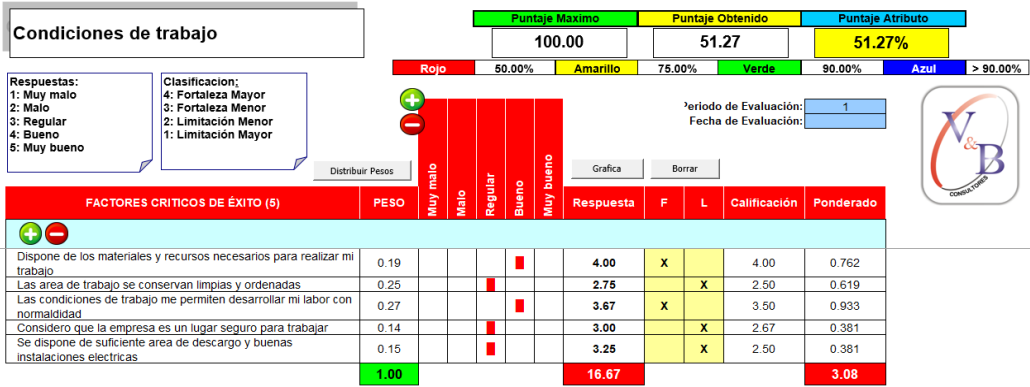 Condiciones de trabajo
Puntaje Maximo Puntaje Obtenido Puntaje Atributo
100.00 51.27 51.27%
Rojo 50.00% Amarillo 75.00% Verde 90.00% Azul > 90.00%
Respuestas:
1: Muy malo
2: Malo
3: Regular
4: Bueno
5: Muy bueno
Clasificacion;
4: Fortaleza Mayor
3: Fortaleza Menor
2: Limitación Menor
1: Limitación Mayor
Periodo de Evaluación: 1
Fecha de Evaluación:
V&B
CONSULTORES
Distribuir Pesos
Grafica
Borrar
FACTORES CRITICOS DE ÉXITO (5) PESO Muy malo Malo Regular Bueno Muy bueno Respuesta F L Calificación Ponderado
Dispone de los materiales y recursos necesarios para realizar mi
trabajo 0.19 4.00 X 4.00 0.762
Las area de trabajo se conservan limpias y ordenadas 0.25 2.75 X 2.50 0.619
Las condiciones de trabajo me permiten desarrollar mi labor con
normaldidad 0.27 3.67 X 3.50 0.933
Considero que la empresa es un lugar seguro para trabajar 0.14 3.00 X 2.67 0.381
Se dispone de suficiente area de descargo y buenas
instalaciones electricas 0.15 3.25 X 2.50 0.381
1.00 16.67 3.08